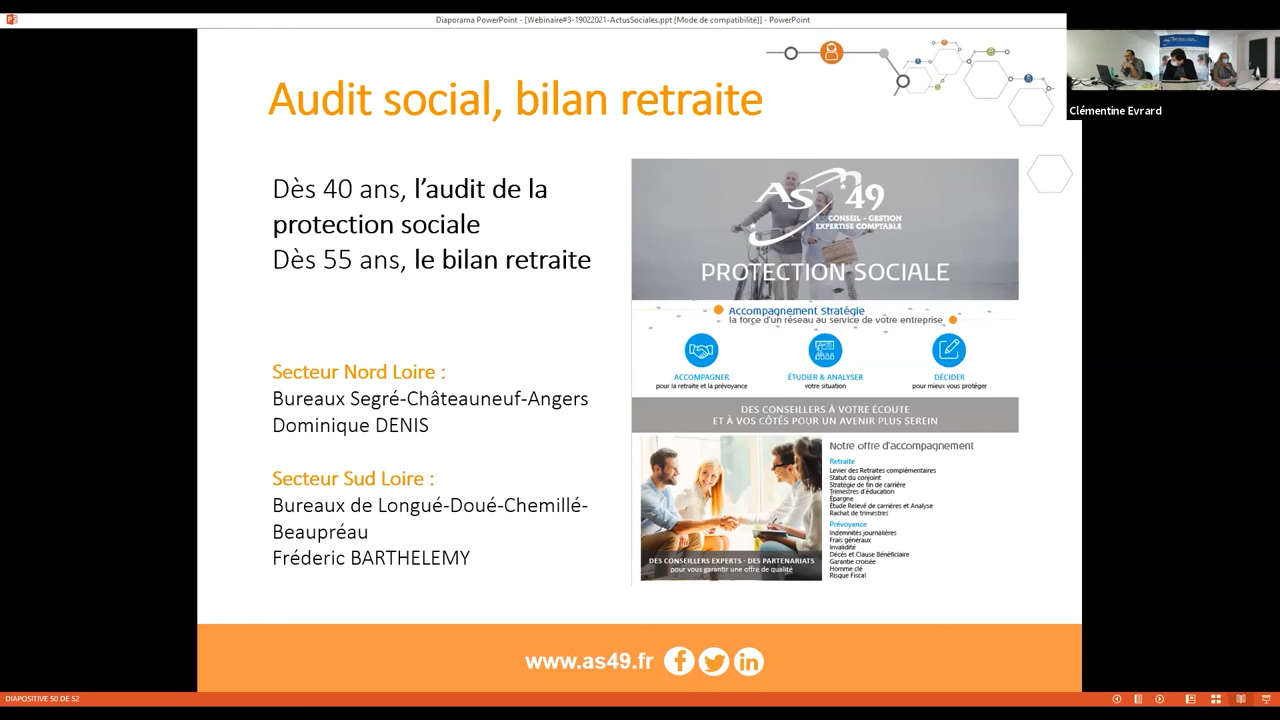 Diaporama PowerPoint - [Webinaire#3-19022021-ActusSociales.ppt [Mode de compatibilité]] - PowerPoint
Clémentine Evrard
Audit social, bilan retraite
Dès 40 ans, l’audit de la
protection sociale
Dès 55 ans, le bilan retraite
Secteur Nord Loire :
Bureaux Segré-Châteauneuf-Angers
Dominique DENIS
Secteur Sud Loire :
Bureaux de Longué-Doué-Chemillé-
Beaupréau
Fréderic BARTHELEMY
AS 49
CONSEIL - GESTION
EXPERTISE COMPTABLE
PROTECTION SOCIALE
Accompagnement Stratégie
la force d'un réseau au service de votre entreprise
ACCOMPAGNER
pour la retraite et la prévoyance
ÉTUDIER & ANALYSER
votre situation
DÉCIDER
pour mieux vous protéger
DES CONSEILLERS À VOTRE ÉCOUTE
ET À VOS CÔTÉS POUR UN AVENIR PLUS SEREIN
DES CONSEILLERS EXPERTS - DES PARTENARIATS
pour vous garantir une offre de qualité
Notre offre d'accompagnement
Retraite
Levier des Retraites complémentaires
Statut du conjoint
Stratégie de fin de carrière
Trimestres d'éducation
Épargne
Étude Relevé de carrières et Analyse
Rachat de trimestres
Prévoyance
Indemnités journalières
Frais généraux
Invalidité
Décès et Clause Bénéficiaire
Garantie croisée
Homme clé
Risque Fiscal
www.as49.fr
DIAPOSITIVE 50 DE 52